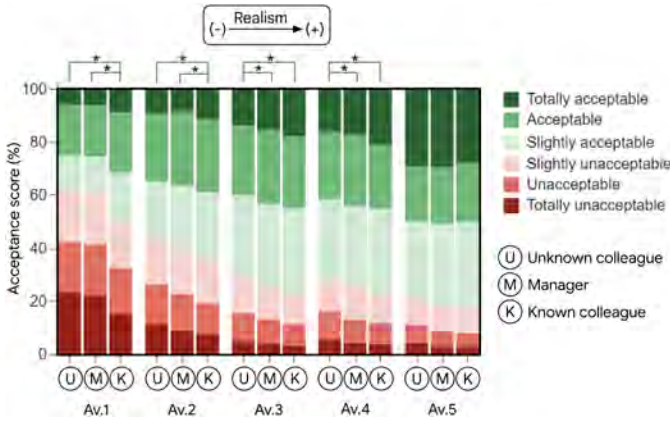 Realism
(-) (+)
* * * * * * * *
100
80
60
40
20
0
Acceptance score (%)
Totally acceptable
Acceptable
Slightly acceptable
Slightly unacceptable
Unacceptable
Totally unacceptable
U Unknown colleague
M Manager
K Known colleague
U M K U M K U M K U M K U M K
Av.1 Av.2 Av.3 Av.4 Av.5